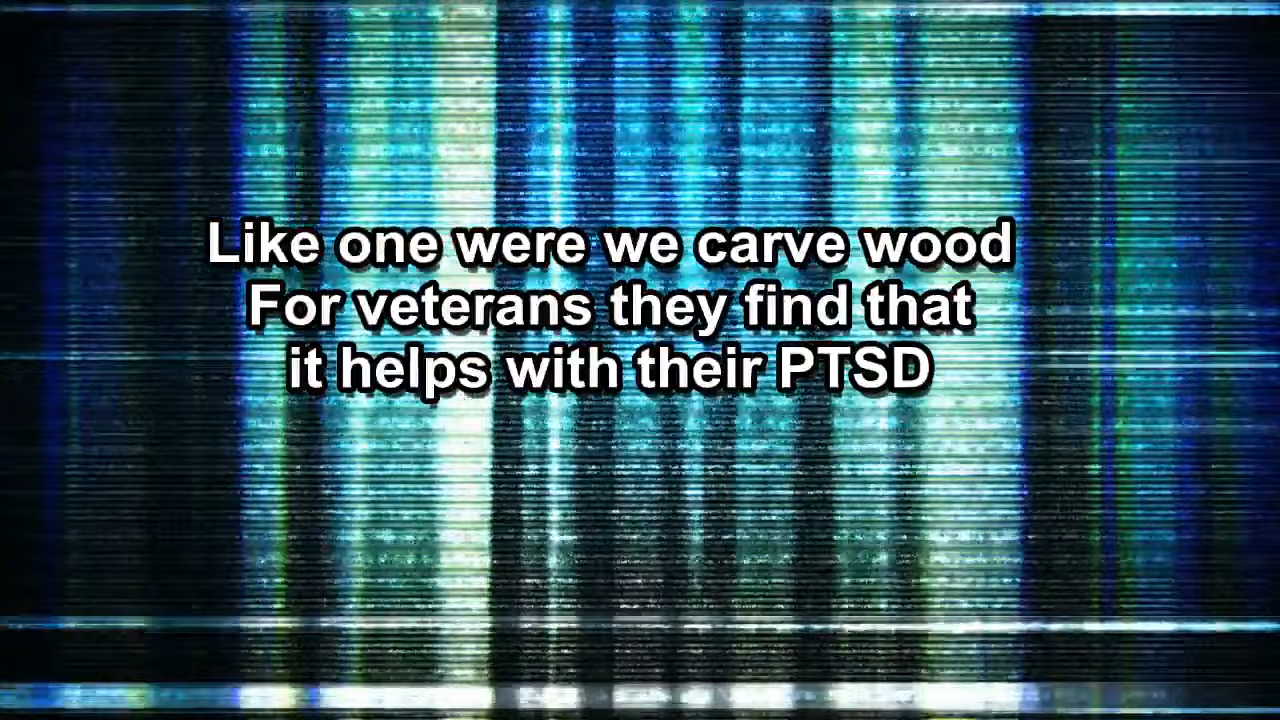 Like one were we carve wood
For veterans they find that
it helps with their PTSD